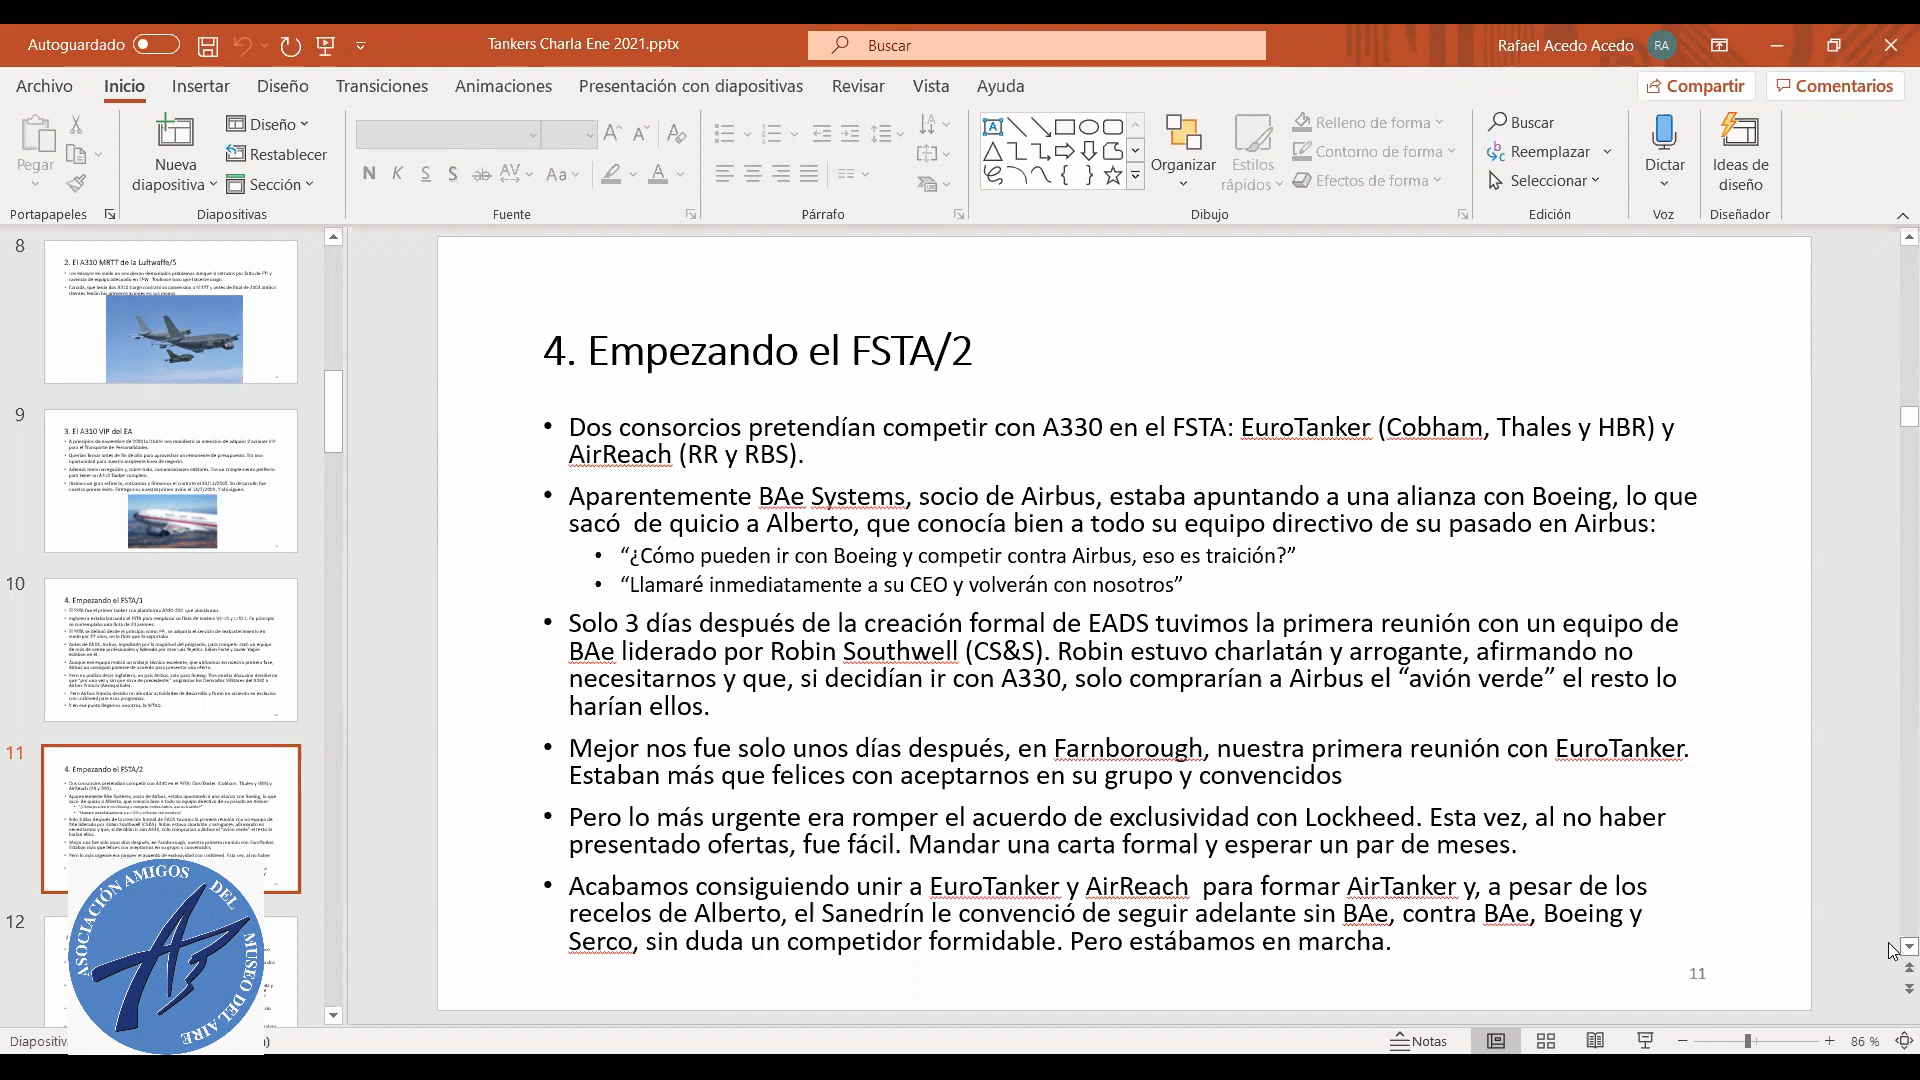 Autoguardado
Tankers Charla Ene 2021.pptx
Buscar
Rafael Acedo Acedo
RA
Archivo
Inicio
Insertar
Diseño
Transiciones
Animaciones
Presentación con diapositivas
Revisar
Vista
Ayuda
Compartir
Comentarios
Pegar
Nueva
diapositiva
Diseño
Restablecer
Sección
Relleno de forma
Contorno de forma
Efectos de forma
Organizar
Estilos
rápidos
Buscar
Reemplazar
Seleccionar
Dictar
Ideas de
diseño
Portapapeles
Diapositivas
Fuente
Párrafo
Dibujo
Edición
Voz
Diseñador
8
2. El A310 MRTT de la Luftwaffe/5
9
3. El A310 VIP del EA
10
4. Empezando el FSTA/1
11
4. Empezando el FSTA/2
12
ASOCIACIÓN AMIGOS DEL MUSEO DEL AIRE
4. Empezando el FSTA/2
• Dos consorcios pretendían competir con A330 en el FSTA: EuroTanker (Cobham, Thales y HBR) y
AirReach (RR y RBS).
• Aparentemente BAe Systems, socio de Airbus, estaba apuntando a una alianza con Boeing, lo que
sacó de quicio a Alberto, que conocía bien a todo su equipo directivo de su pasado en Airbus:
• “¿Cómo pueden ir con Boeing y competir contra Airbus, eso es traición?”
• “Llamaré inmediatamente a su CEO y volverán con nosotros”
• Solo 3 días después de la creación formal de EADS tuvimos la primera reunión con un equipo de
BAe liderado por Robin Southwell (CS&S). Robin estuvo charlatán y arrogante, afirmando no
necesitarnos y que, si decidían ir con A330, solo comprarían a Airbus el “avión verde” el resto lo
harían ellos.
• Mejor nos fue solo unos días después, en Farnborough, nuestra primera reunión con EuroTanker.
Estaban más que felices con aceptarnos en su grupo y convencidos
• Pero lo más urgente era romper el acuerdo de exclusividad con Lockheed. Esta vez, al no haber
presentado ofertas, fue fácil. Mandar una carta formal y esperar un par de meses.
• Acabamos consiguiendo unir a EuroTanker y AirReach para formar AirTanker y, a pesar de los
recelos de Alberto, el Sanedrín le convenció de seguir adelante sin BAe, contra BAe, Boeing y
Serco, sin duda un competidor formidable. Pero estábamos en marcha.
11
Notas
86 %